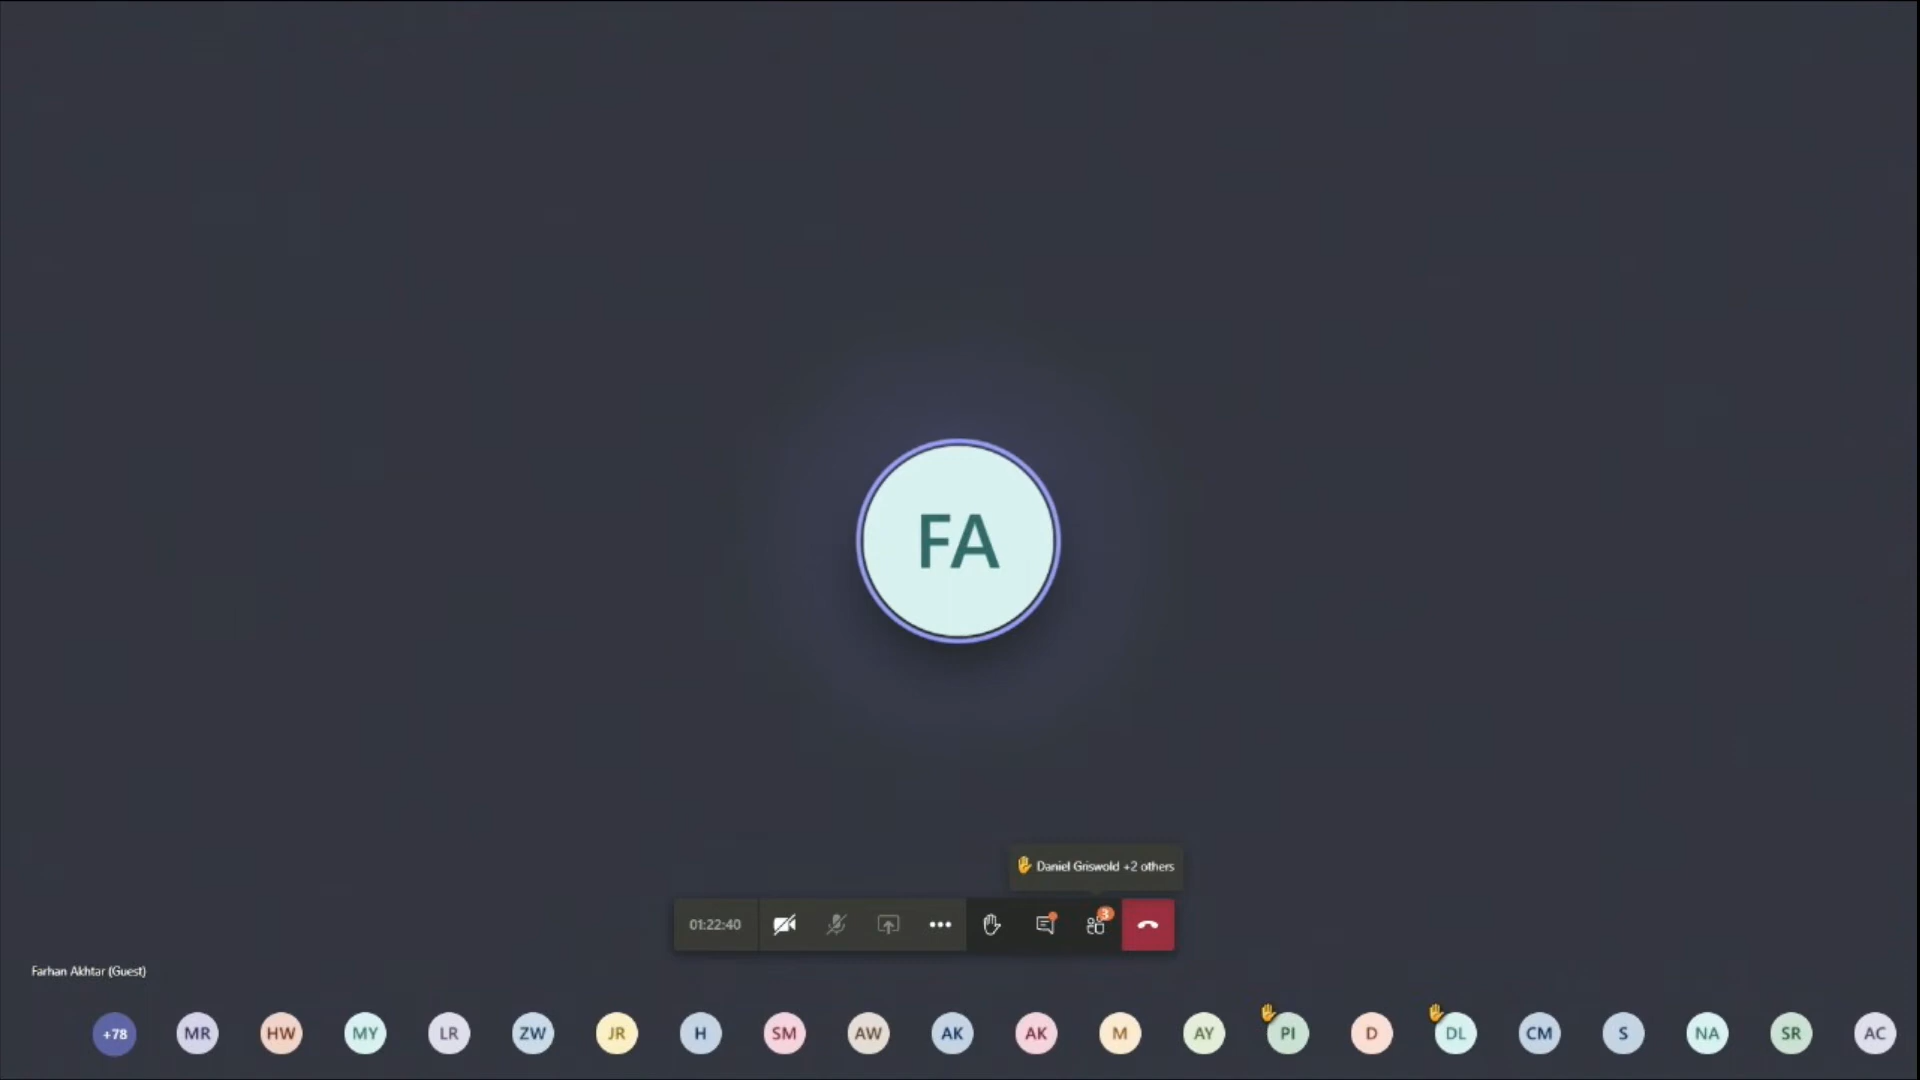 FA
Daniel Griswold +2 others
01:22:40
3
Farhan Akhtar (Guest)
+78 MR HW MY LR ZW JR H SM AW AK AK M AY PI D DL CM S NA SR AC